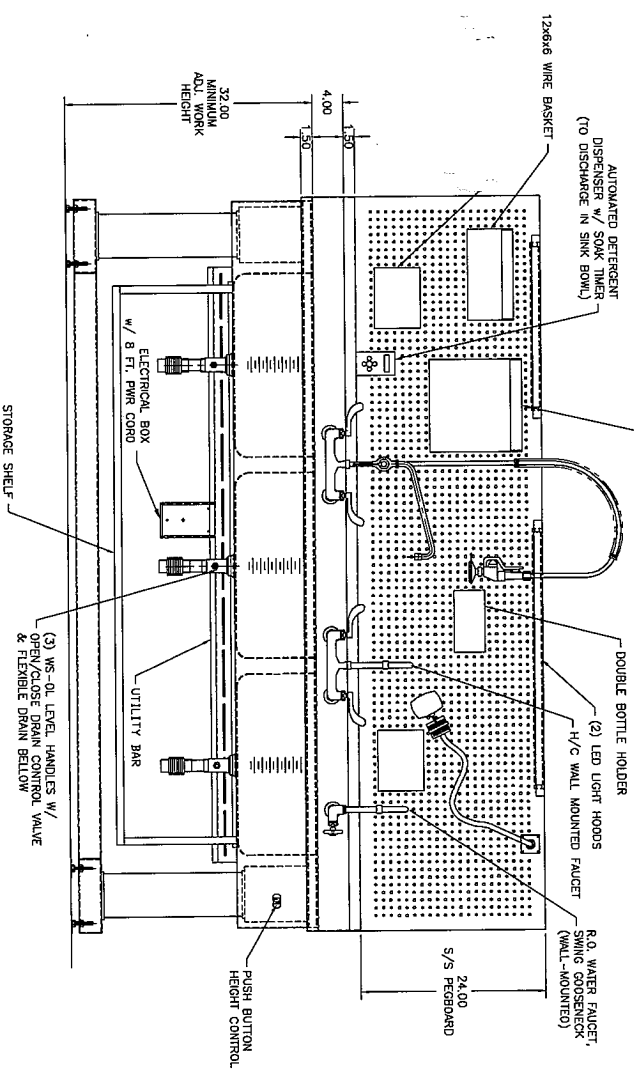 12x6x6 WIRE BASKET
AUTOMATED DETERGENT
DISPENSER w/ SOAK TIMER
(TO DISCHARGE IN SINK BOWL)
DOUBLE BOTTLE HOLDER
(2) LED LIGHT HOODS
H/C WALL MOUNTED FAUCET
R.O. WATER FAUCET,
SWING GOOSENECK
(WALL-MOUNTED)
24.00
S/S PEGBOARD
1.50
4.00
1.50
32.00
MINIMUM
ADJ. WORK
HEIGHT
ELECTRICAL BOX
w/ 8 FT. PWR CORD
STORAGE SHELF
UTILITY BAR
(3) WS-OL LEVEL HANDLES W/
OPEN/CLOSE DRAIN CONTROL VALVE
& FLEXIBLE DRAIN BELLOW
PUSH BUTTON
HEIGHT CONTROL